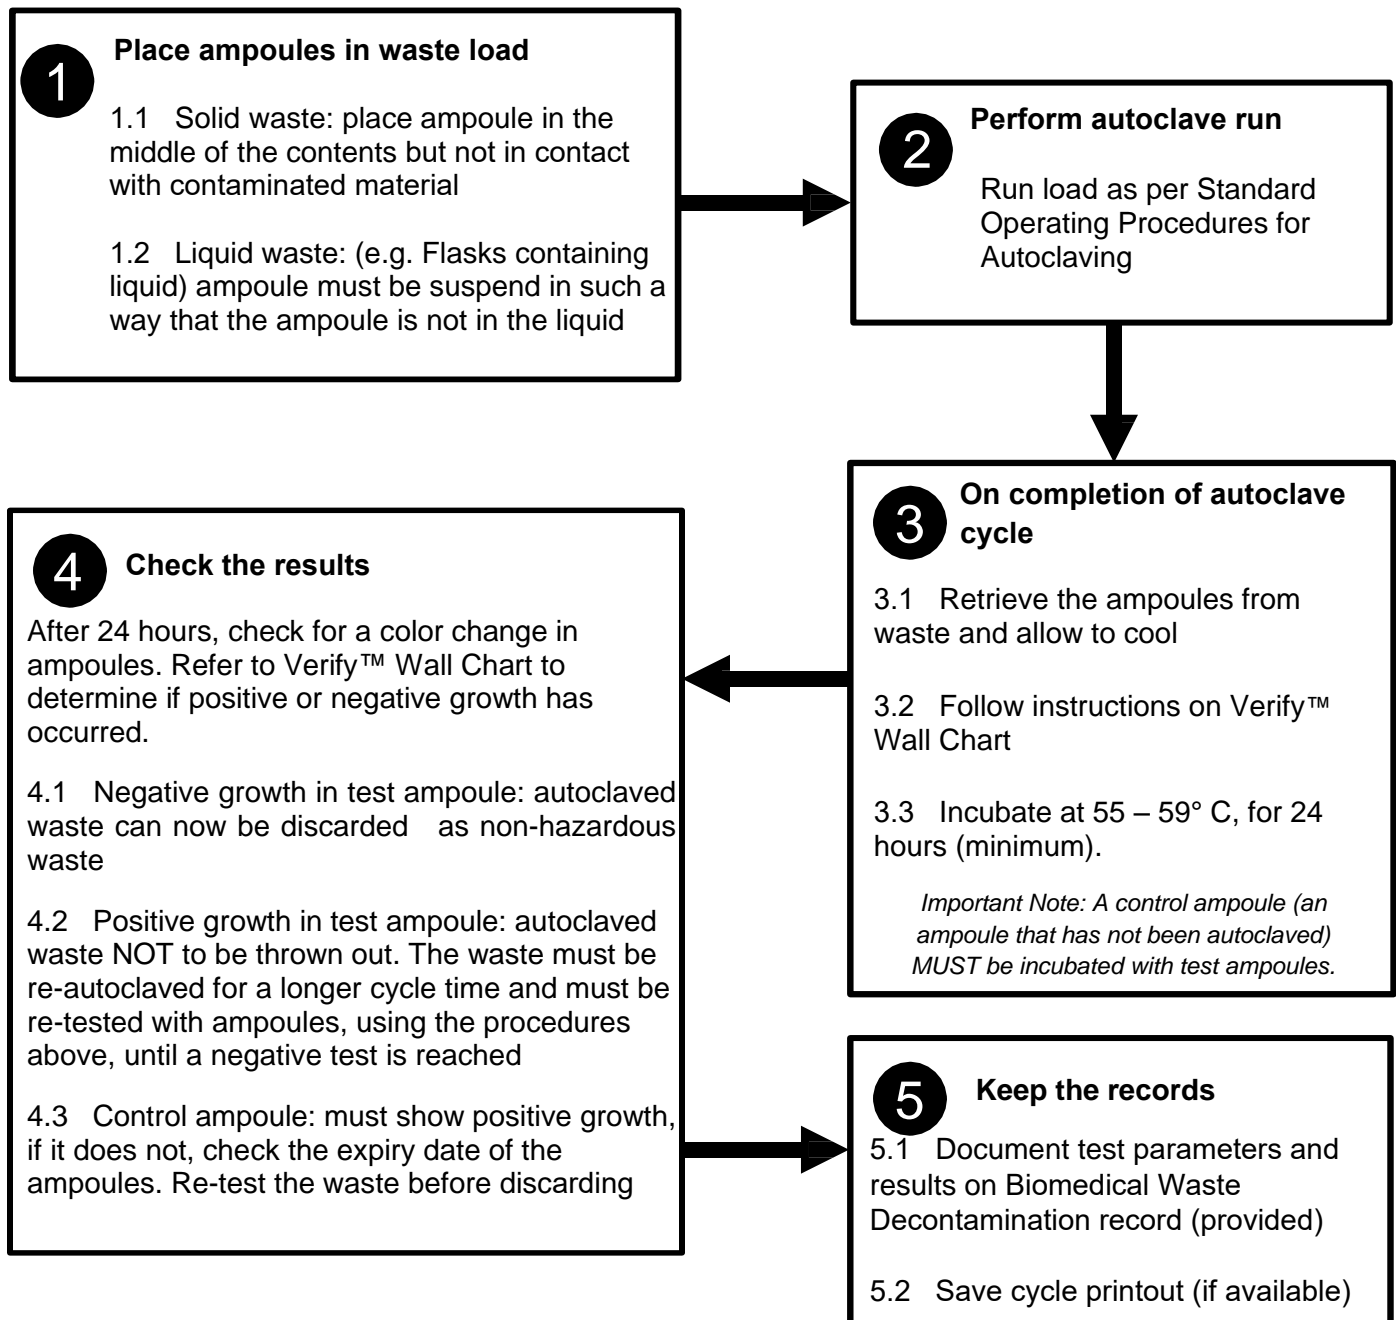 1
Place ampoules in waste load
1.1 Solid waste: place ampoule in the
middle of the contents but not in contact
with contaminated material
1.2 Liquid waste: (e.g. Flasks containing
liquid) ampoule must be suspend in such a
way that the ampoule is not in the liquid
2
Perform autoclave run
Run load as per Standard
Operating Procedures for
Autoclaving
3
On completion of autoclave
cycle
3.1 Retrieve the ampoules from
waste and allow to cool
3.2 Follow instructions on Verify™
Wall Chart
3.3 Incubate at 55 – 59° C, for 24
hours (minimum).
Important Note: A control ampoule (an
ampoule that has not been autoclaved)
MUST be incubated with test ampoules.
4
Check the results
After 24 hours, check for a color change in
ampoules. Refer to Verify™ Wall Chart to
determine if positive or negative growth has
occurred.
4.1 Negative growth in test ampoule: autoclaved
waste can now be discarded as non-hazardous
waste
4.2 Positive growth in test ampoule: autoclaved
waste NOT to be thrown out. The waste must be
re-autoclaved for a longer cycle time and must be
re-tested with ampoules, using the procedures
above, until a negative test is reached
4.3 Control ampoule: must show positive growth,
if it does not, check the expiry date of the
ampoules. Re-test the waste before discarding
5
Keep the records
5.1 Document test parameters and
results on Biomedical Waste
Decontamination record (provided)
5.2 Save cycle printout (if available)